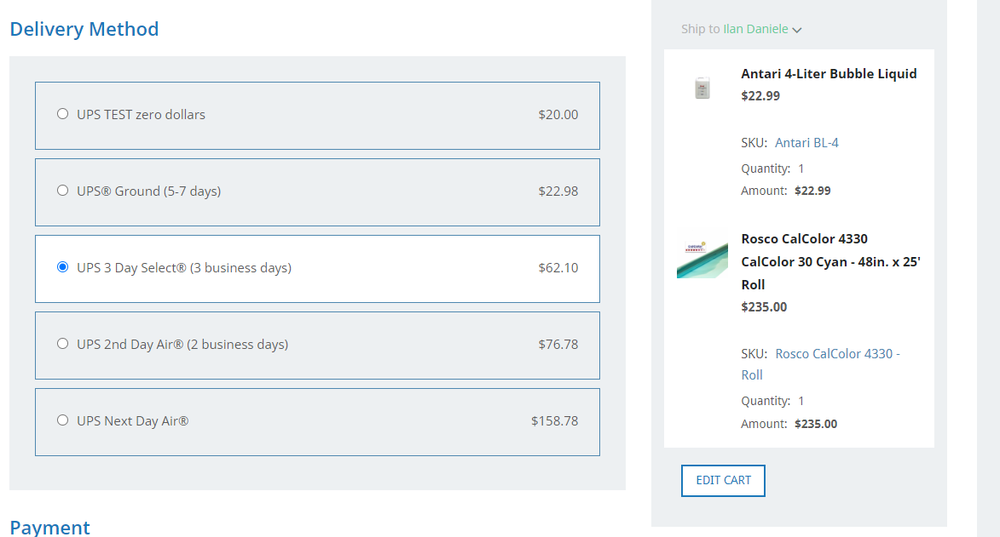 Delivery Method
UPS TEST zero dollars $20.00
UPS® Ground (5-7 days) $22.98
UPS 3 Day Select® (3 business days) $62.10
UPS 2nd Day Air® (2 business days) $76.78
UPS Next Day Air® $158.78
Payment
Ship to Ilan Daniele
Antari 4-Liter Bubble Liquid
$22.99
SKU: Antari BL-4
Quantity: 1
Amount: $22.99
Rosco CalColor 4330
CalColor 30 Cyan - 48in. x 25'
Roll
$235.00
SKU: Rosco CalColor 4330 -
Roll
Quantity: 1
Amount: $235.00
EDIT CART